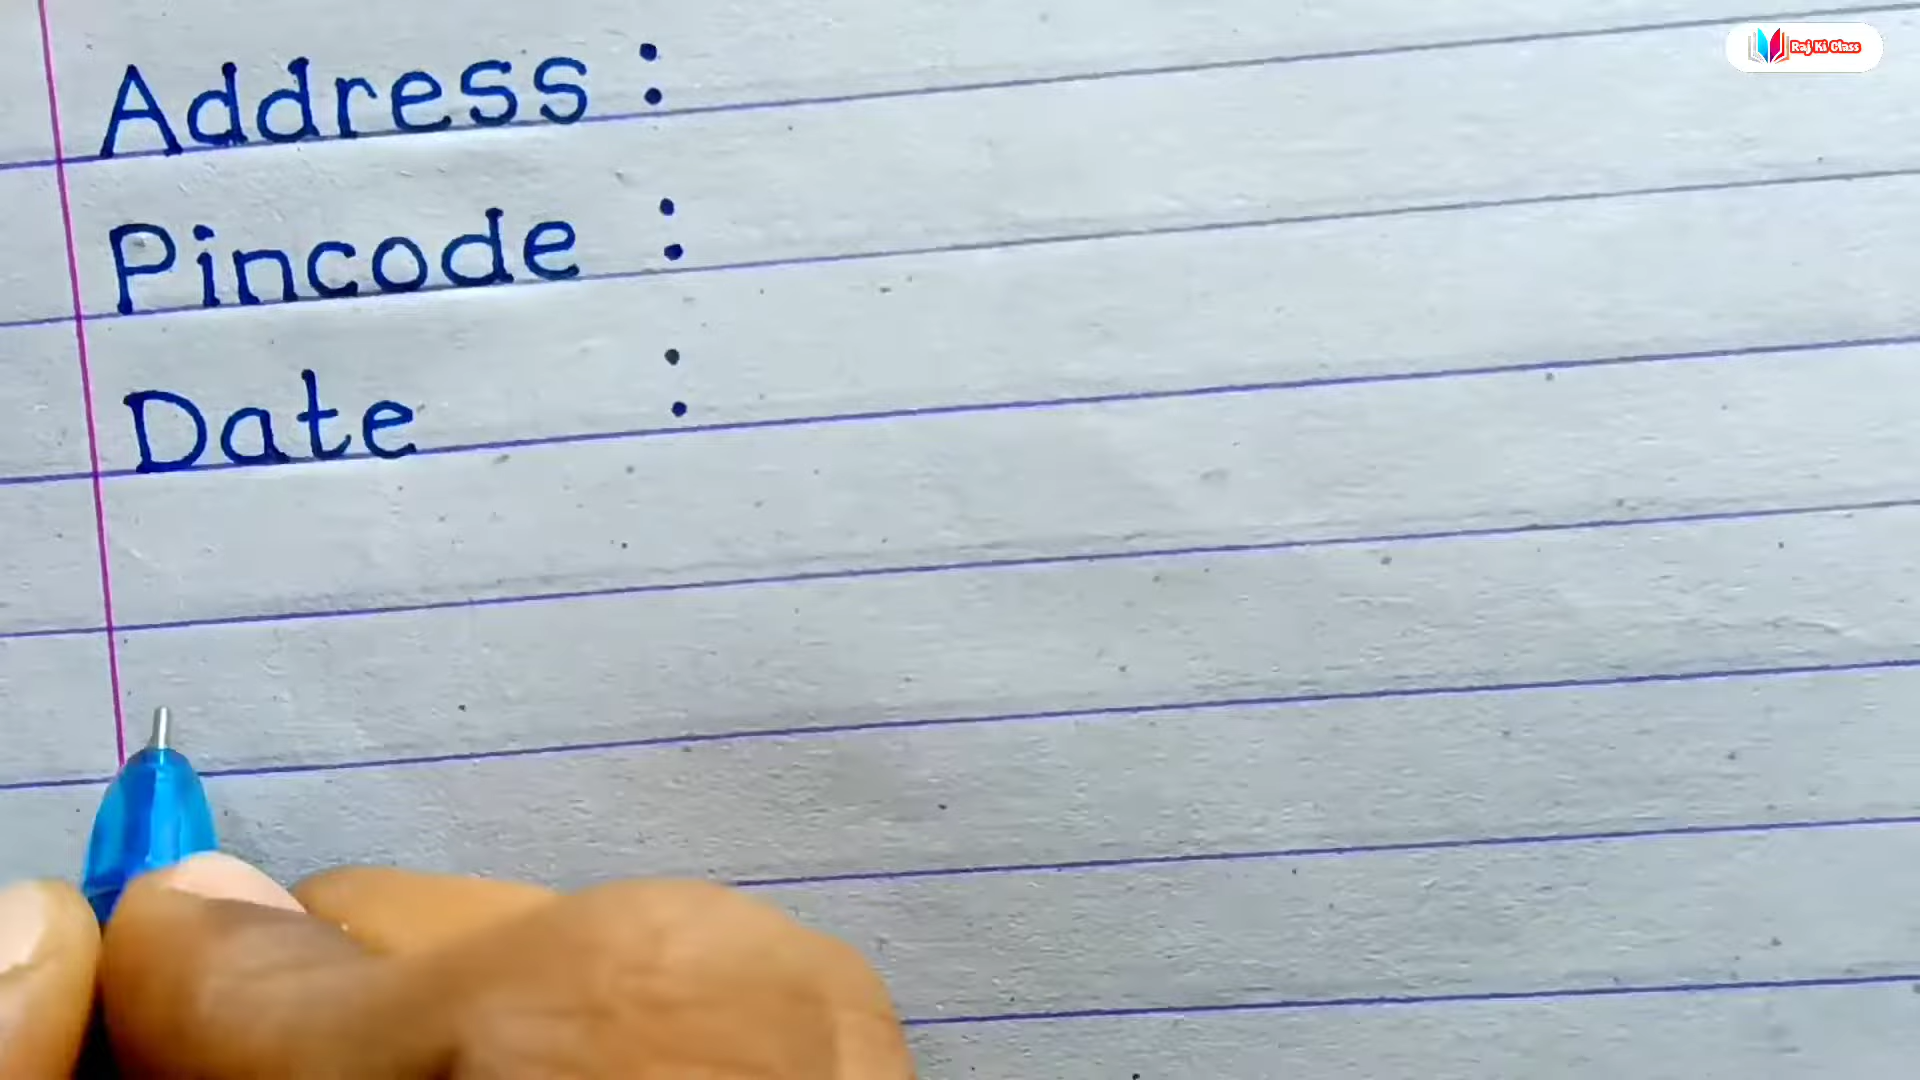 Address :
Raj Ki Class
Pincode :
Date :